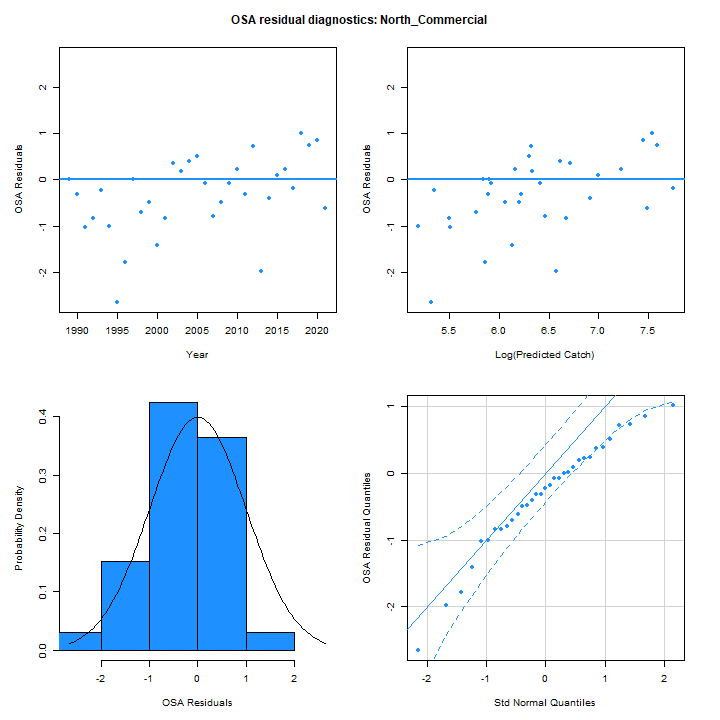 OSA residual diagnostics: North_Commercial
OSA Residuals
2
1
0
-1
-2
1990 1995 2000 2005 2010 2015 2020
Year
OSA Residuals
2
1
0
-1
-2
5.5 6.0 6.5 7.0 7.5
Log(Predicted Catch)
Probability Density
0.4
0.3
0.2
0.1
0.0
-2 -1 0 1 2
OSA Residuals
OSA Residual Quantiles
1
0
-1
-2
-2 -1 0 1 2
Std Normal Quantiles